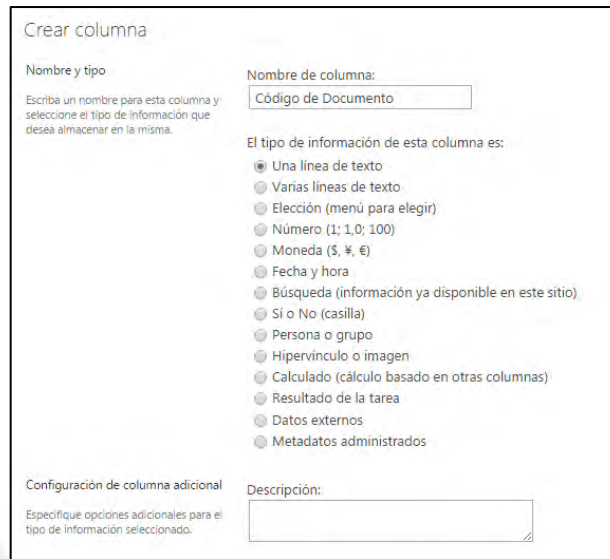 Crear columna
Nombre y tipo
Escriba un nombre para esta columna y
seleccione el tipo de información que
desea almacenar en la misma.
Nombre de columna:
Código de Documento
El tipo de información de esta columna es:
Una línea de texto
Varias líneas de texto
Elección (menú para elegir)
Número (1; 1,0; 100)
Moneda ($, ¥, €)
Fecha y hora
Búsqueda (información ya disponible en este sitio)
Sí o No (casilla)
Persona o grupo
Hipervínculo o imagen
Calculado (cálculo basado en otras columnas)
Resultado de la tarea
Datos externos
Metadatos administrados
Configuración de columna adicional
Especifique opciones adicionales para el
tipo de información seleccionado.
Descripción: